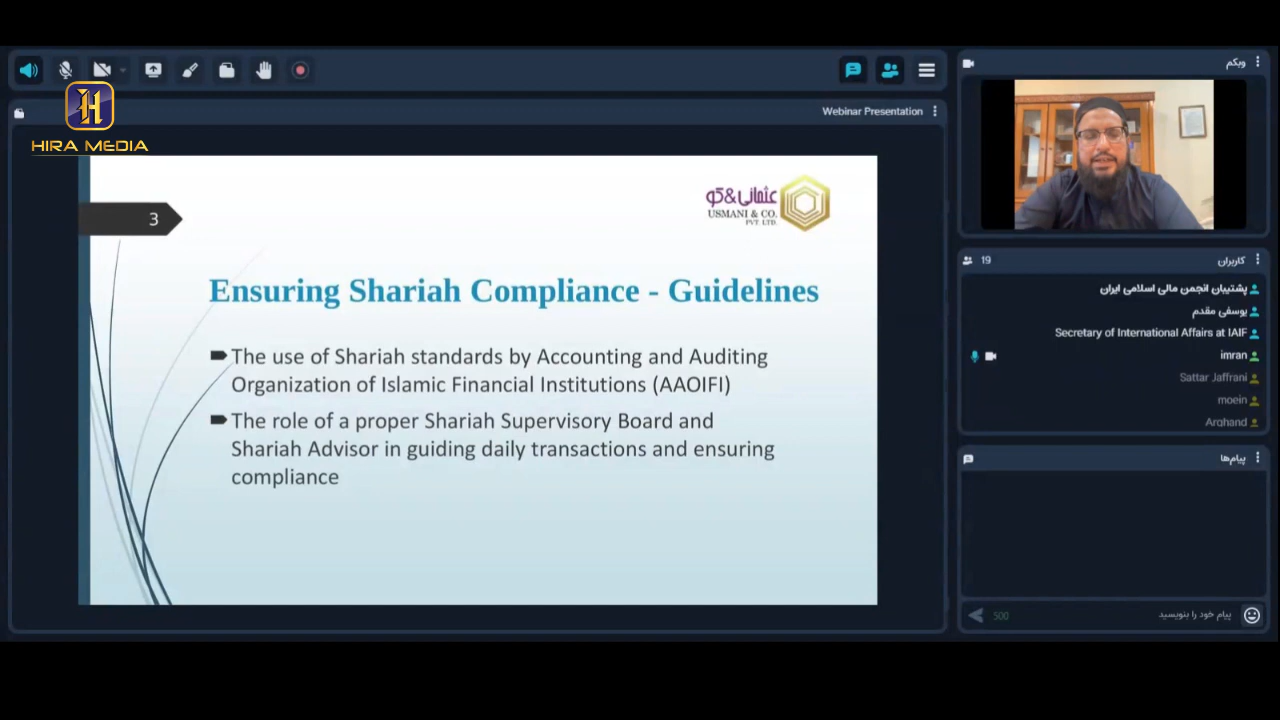 HIRA MEDIA
Webinar Presentation
3
عثمانی&کو
USMANI & CO.
PVT. LTD.
Ensuring Shariah Compliance - Guidelines
The use of Shariah standards by Accounting and Auditing
Organization of Islamic Financial Institutions (AAOIFI)
The role of a proper Shariah Supervisory Board and
Shariah Advisor in guiding daily transactions and ensuring
compliance
وبکم
کاربران
19
پشتیبان انجمن مالی اسلامی ایران
یوسفی مقدم
Secretary of International Affairs at IAIF
imran
Sattar Jaffrani
moein
Arghand
پیام‌ها
پیام خود را بنویسید
500